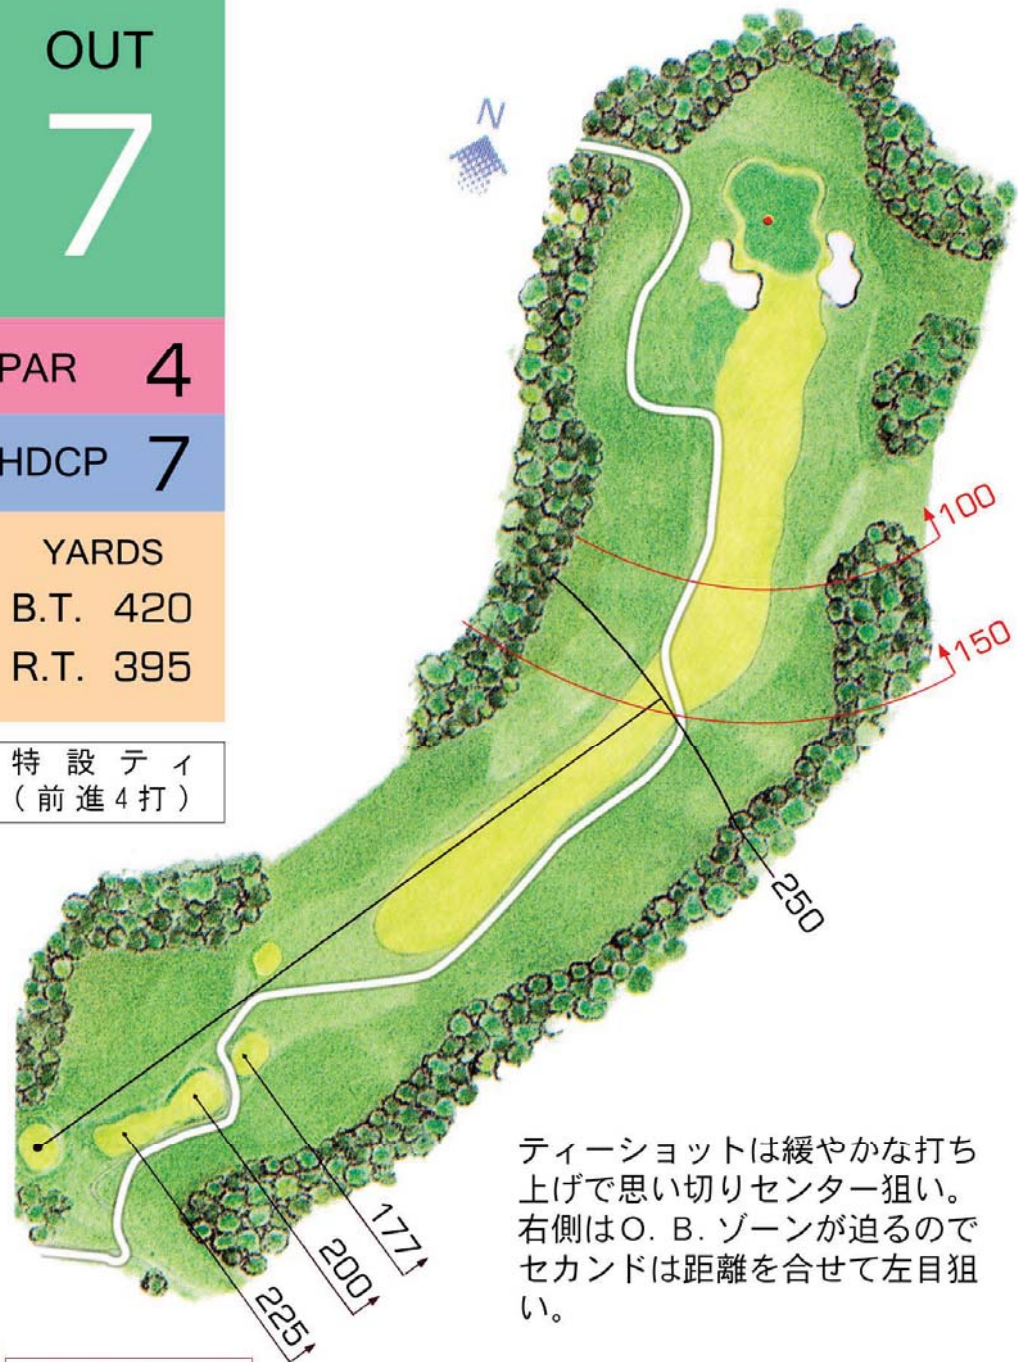 OUT
7
PAR 4
HDCP 7
YARDS
B.T. 420
R.T. 395
特設ティ
(前進4打)
N
100
150
250
177
200
225
ティーショットは緩やかな打ち
上げで思い切りセンター狙い。
右側はO.B.ゾーンが迫るので
セカンドは距離を合せて左目狙
い。